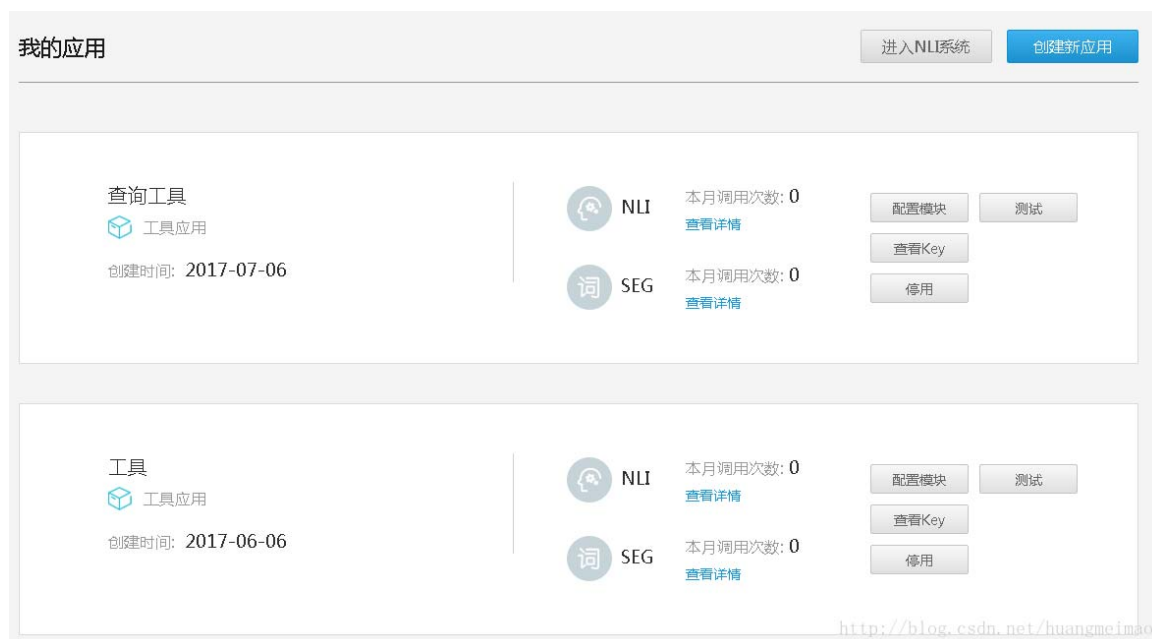 我的应用
进入NLI系统
创建新应用
查询工具
工具应用
创建时间: 2017-07-06
NLI
本月调用次数: 0
查看详情
词
SEG
本月调用次数: 0
查看详情
配置模块
测试
查看Key
停用
工具
工具应用
创建时间: 2017-06-06
NLI
本月调用次数: 0
查看详情
词
SEG
本月调用次数: 0
查看详情
配置模块
测试
查看Key
停用
http://blog.csdn.net/huangmeimao